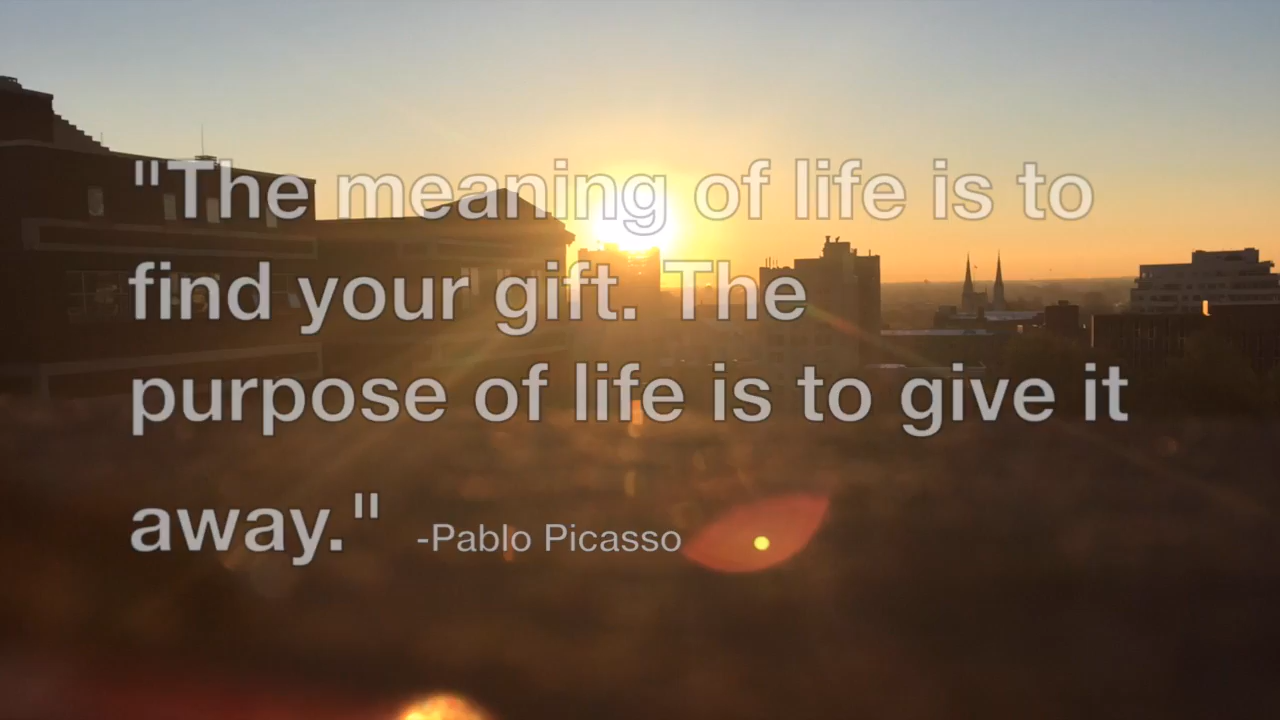 "The meaning of life is to
find your gift. The
purpose of life is to give it
away." -Pablo Picasso